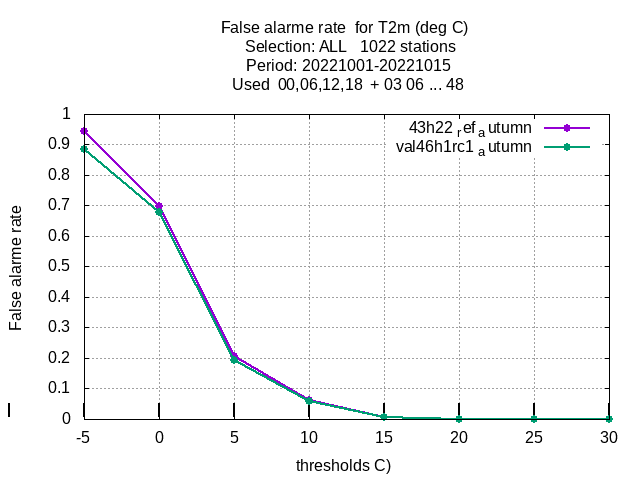 False alarme rate  for T2m (deg C)
Selection: ALL   1022 stations
Period: 20221001-20221015
Used  00,06,12,18  + 03 06 ... 48
43h22 ref a utumn
val46h1rc1 a utumn
False alarme rate
1
0.9
0.8
0.7
0.6
0.5
0.4
0.3
0.2
0.1
0
-5 0 5 10 15 20 25 30
thresholds C)